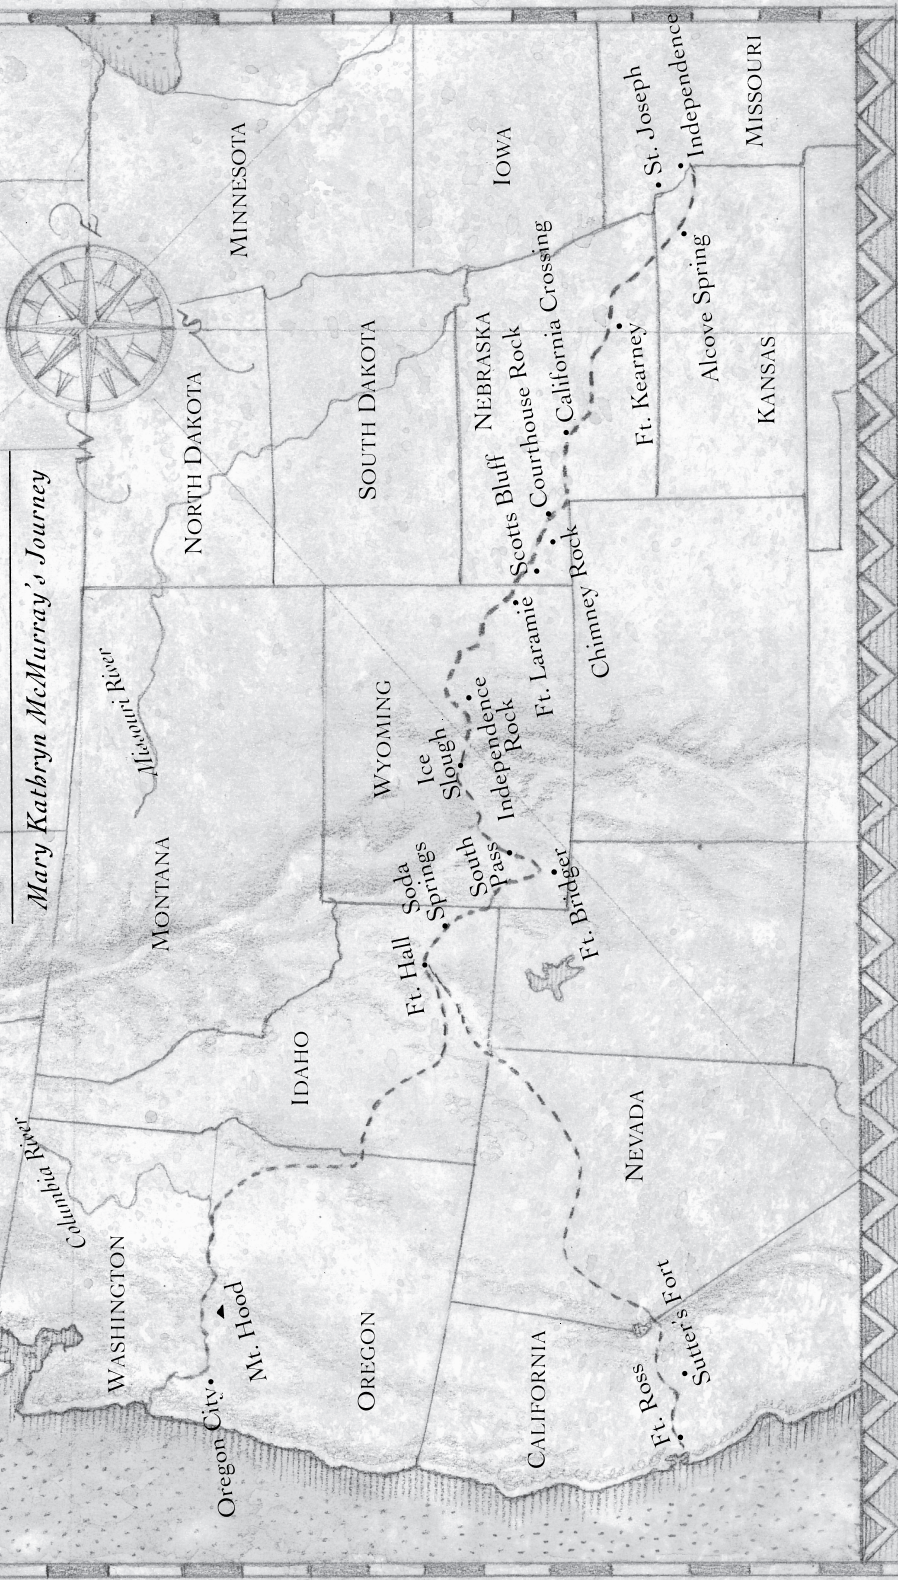 Mary Kathryn McMurray's Journey
Columbia River
WASHINGTON
MONTANA
Missouri River
NORTH DAKOTA
MINNESOTA
Oregon City
Mt. Hood
OREGON
IDAHO
Ft. Hall
Soda
Springs
WYOMING
Ice
Slough
South
Pass
Independence
Rock
Ft. Bridger
Ft. Laramie
SOUTH DAKOTA
NEBRASKA
Scotts Bluff
Courthouse Rock
California Crossing
Chimney Rock
Ft. Kearney
IOWA
St. Joseph
Independence
MISSOURI
Alcove Spring
KANSAS
CALIFORNIA
NEVADA
Ft. Ross
Sutter's Fort